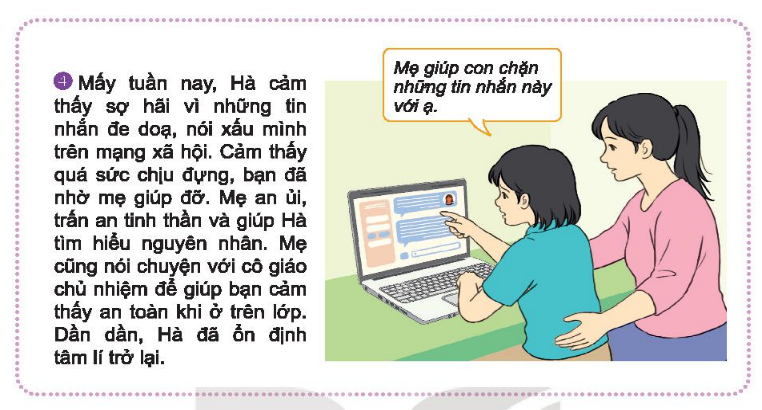 4 Mấy tuần nay, Hà cảm
thấy sợ hãi vì những tin
nhắn đe doạ, nói xấu mình
trên mạng xã hội. Cảm thấy
quá sức chịu đựng, bạn đã
nhờ mẹ giúp đỡ. Mẹ an ủi,
trấn an tinh thần và giúp Hà
tìm hiểu nguyên nhân. Mẹ
cũng nói chuyện với cô giáo
chủ nhiệm để giúp bạn cảm
thấy an toàn khi ở trên lớp.
Dần dần, Hà đã ổn định
tâm lí trở lại.
Mẹ giúp con chặn
những tin nhắn này
với ạ.